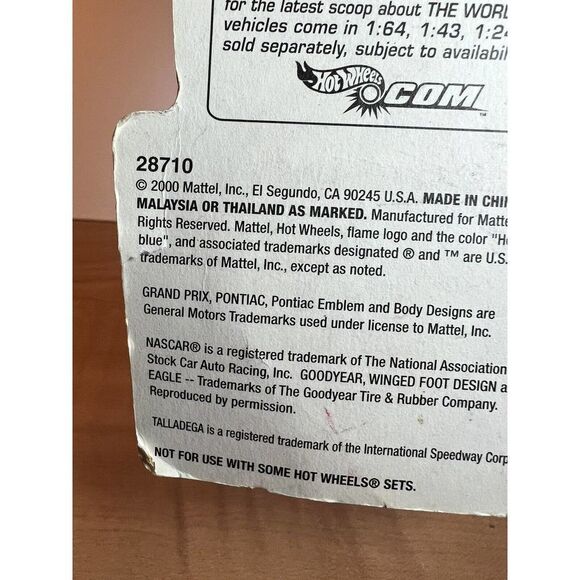 for the latest scoop about THE WORL
vehicles come in 1:64, 1:43, 1:24
sold separately, subject to availabil
HOT WHEELS .COM ™
28710
© 2000 Mattel, Inc., El Segundo, CA 90245 U.S.A. MADE IN CHIN
MALAYSIA OR THAILAND AS MARKED. Manufactured for Matte
Rights Reserved. Mattel, Hot Wheels, flame logo and the color "H
blue", and associated trademarks designated ® and ™ are U.S.
trademarks of Mattel, Inc., except as noted.
GRAND PRIX, PONTIAC, Pontiac Emblem and Body Designs are
General Motors Trademarks used under license to Mattel, Inc.
NASCAR® is a registered trademark of The National Association
Stock Car Auto Racing, Inc. GOODYEAR, WINGED FOOT DESIGN a
EAGLE -- Trademarks of The Goodyear Tire & Rubber Company.
Reproduced by permission.
TALLADEGA is a registered trademark of the International Speedway Corp
NOT FOR USE WITH SOME HOT WHEELS® SETS.